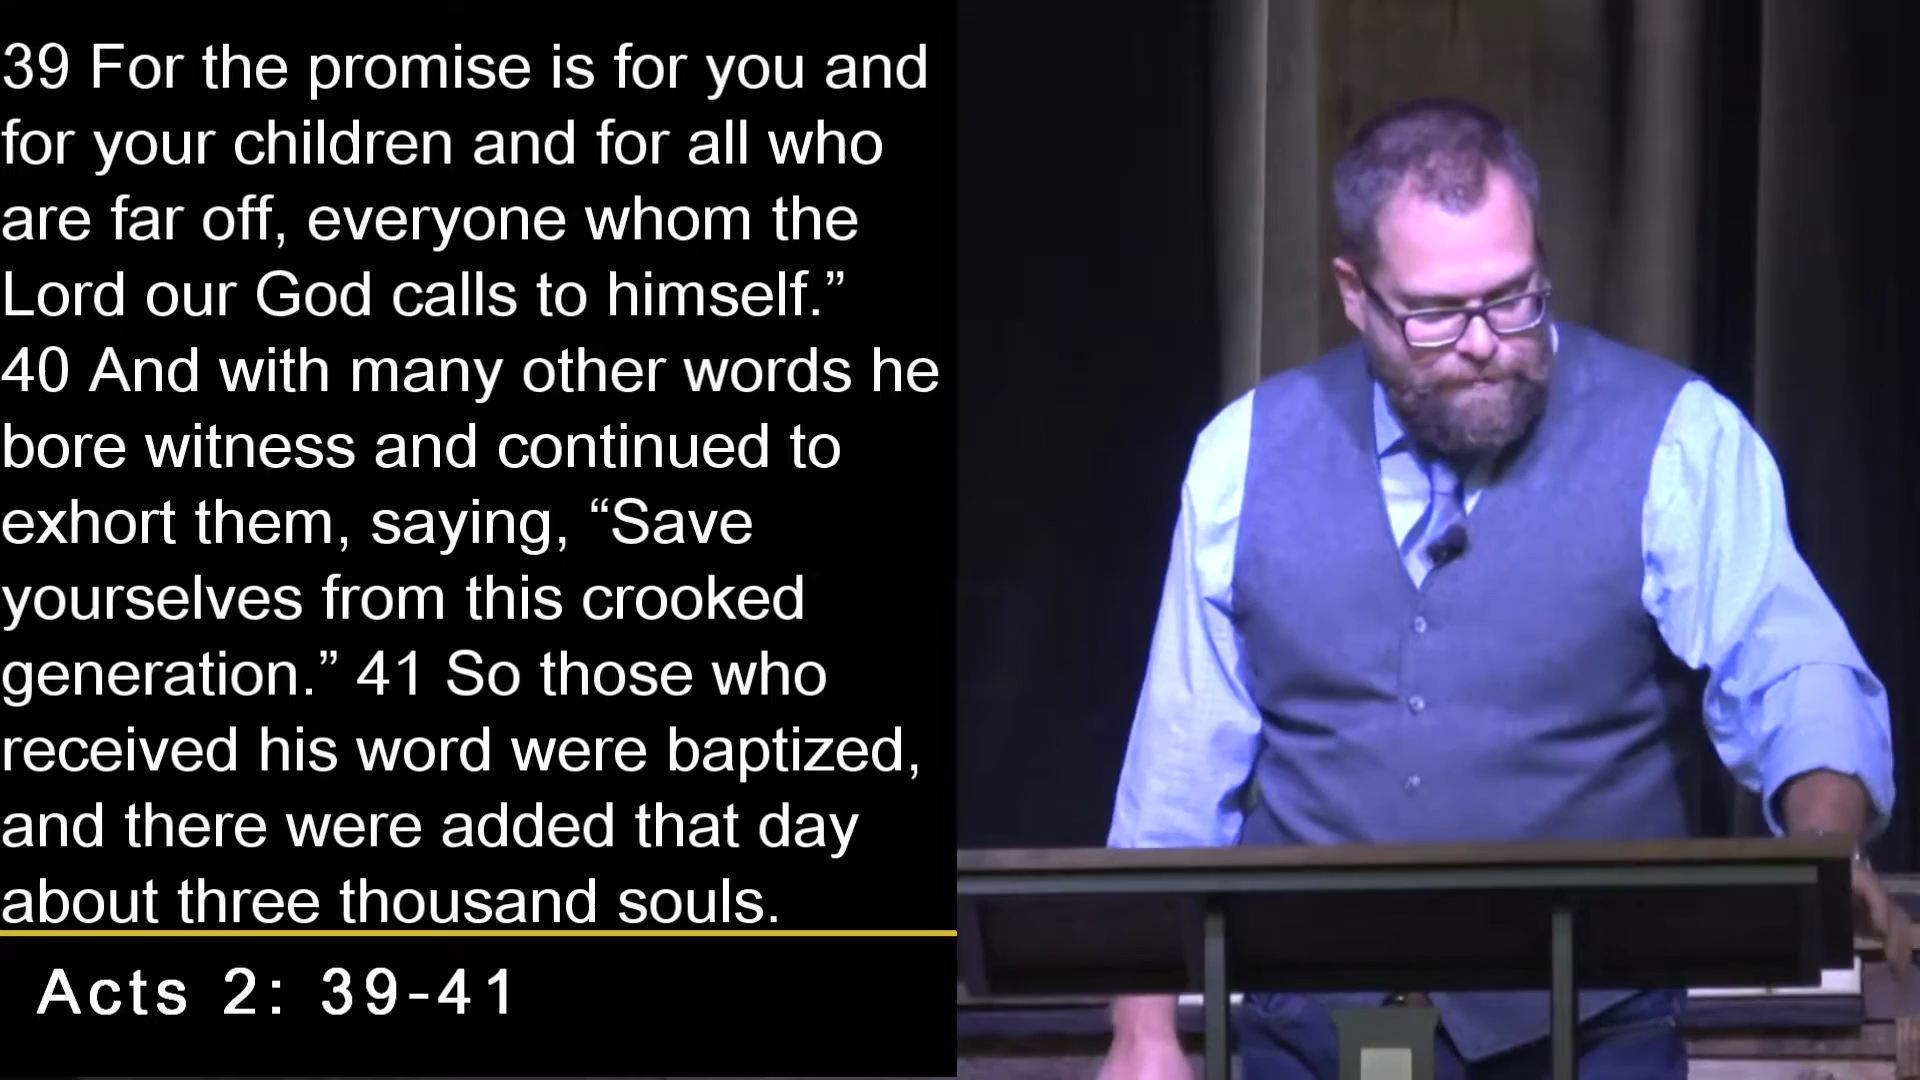 39 For the promise is for you and
for your children and for all who
are far off, everyone whom the
Lord our God calls to himself.”
40 And with many other words he
bore witness and continued to
exhort them, saying, “Save
yourselves from this crooked
generation.” 41 So those who
received his word were baptized,
and there were added that day
about three thousand souls.
Acts 2: 39-41